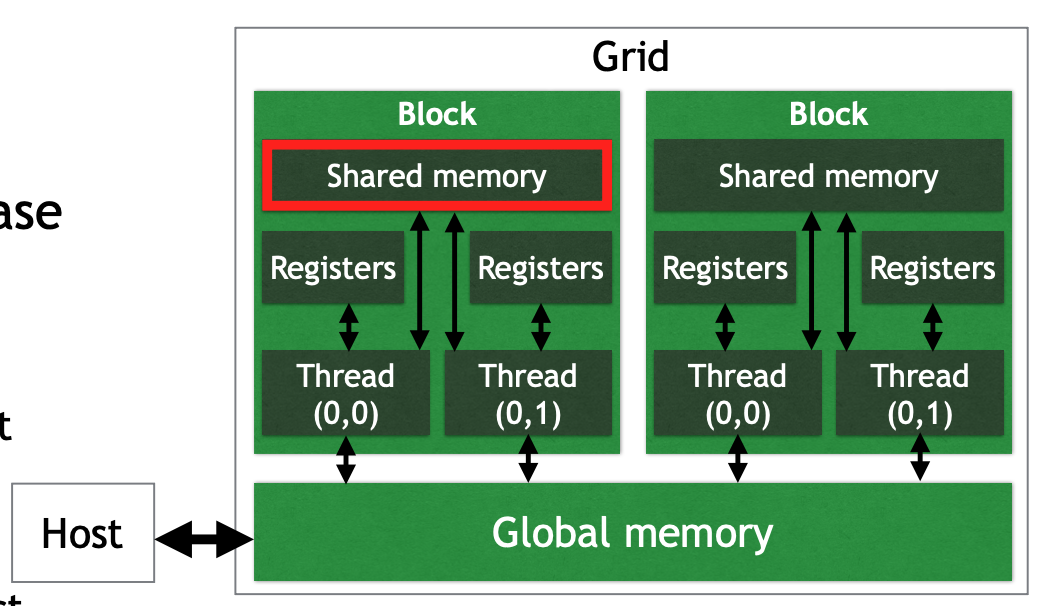 Grid
Block
Block
Shared memory
Shared memory
ase
Registers
Registers
Registers
Registers
Thread
(0,0)
Thread
(0,1)
Thread
(0,0)
Thread
(0,1)
t
Host
Global memory